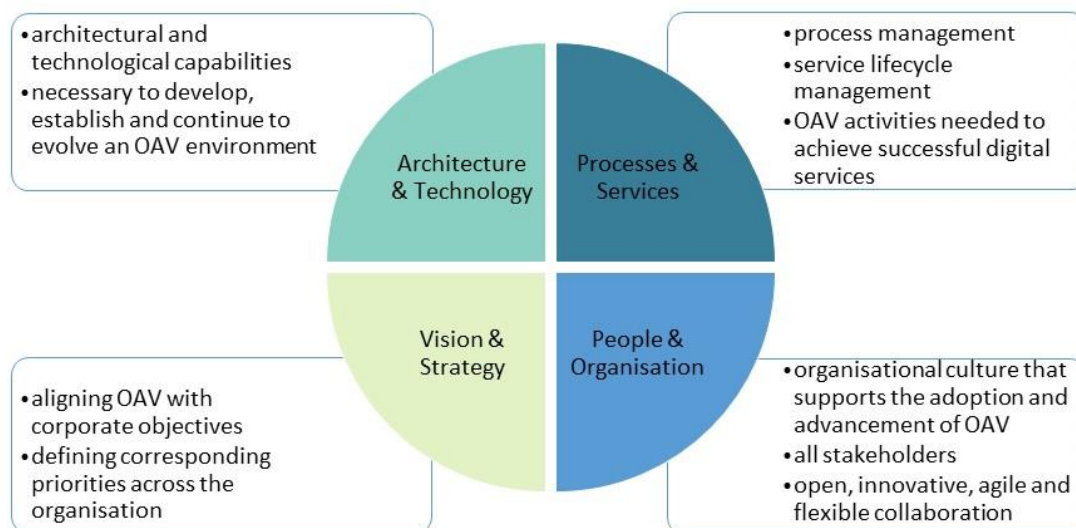 •architectural and
technological capabilities
•necessary to develop,
establish and continue to
evolve an OAV environment
•process management
•service lifecycle
management
•OAV activities needed to
achieve successful digital
services
Architecture
& Technology
Processes &
Services
Vision &
Strategy
People &
Organisation
•aligning OAV with
corporate objectives
•defining corresponding
priorities across the
organisation
•organisational culture that
supports the adoption and
advancement of OAV
•all stakeholders
•open, innovative, agile and
flexible collaboration